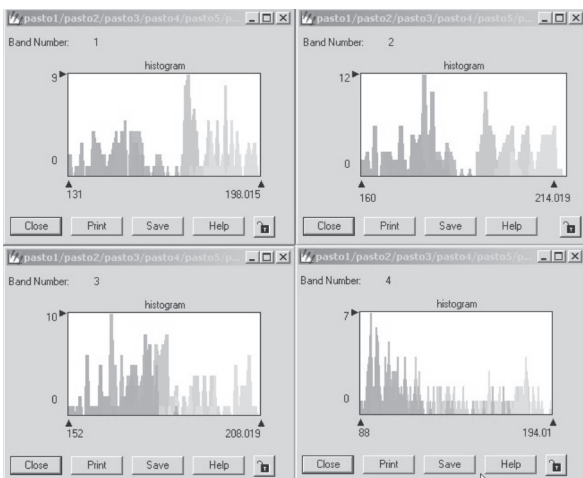 pasto1/pasto2/pasto3/pasto4/pasto5/p...
Band Number: 1
histogram
9
0
131 198.015
Close Print Save Help
pasto1/pasto2/pasto3/pasto4/pasto5/p...
Band Number: 2
histogram
12
0
160 214.019
Close Print Save Help
pasto1/pasto2/pasto3/pasto4/pasto5/p...
Band Number: 3
histogram
10
0
152 208.019
Close Print Save Help
pasto1/pasto2/pasto3/pasto4/pasto5/p...
Band Number: 4
histogram
7
0
88 194.01
Close Print Save Help